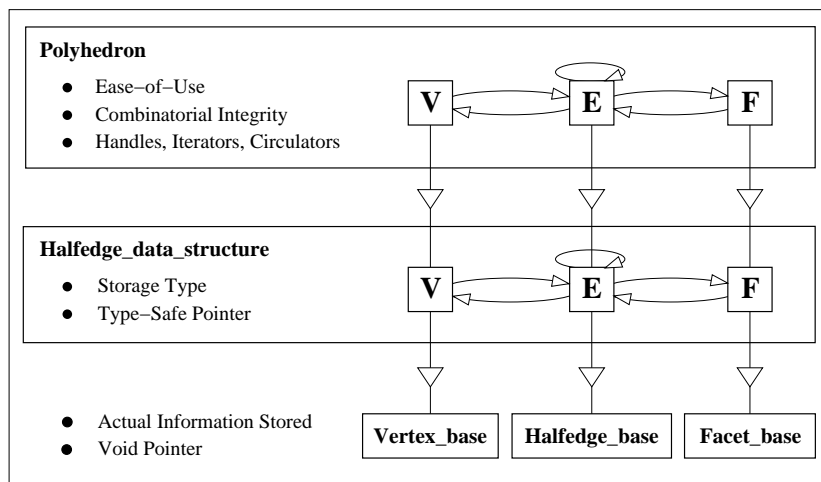 Polyhedron
● Ease−of−Use
● Combinatorial Integrity
● Handles, Iterators, Circulators
V E F
Halfedge_data_structure
● Storage Type
● Type−Safe Pointer
V E F
● Actual Information Stored
● Void Pointer
Vertex_base Halfedge_base Facet_base